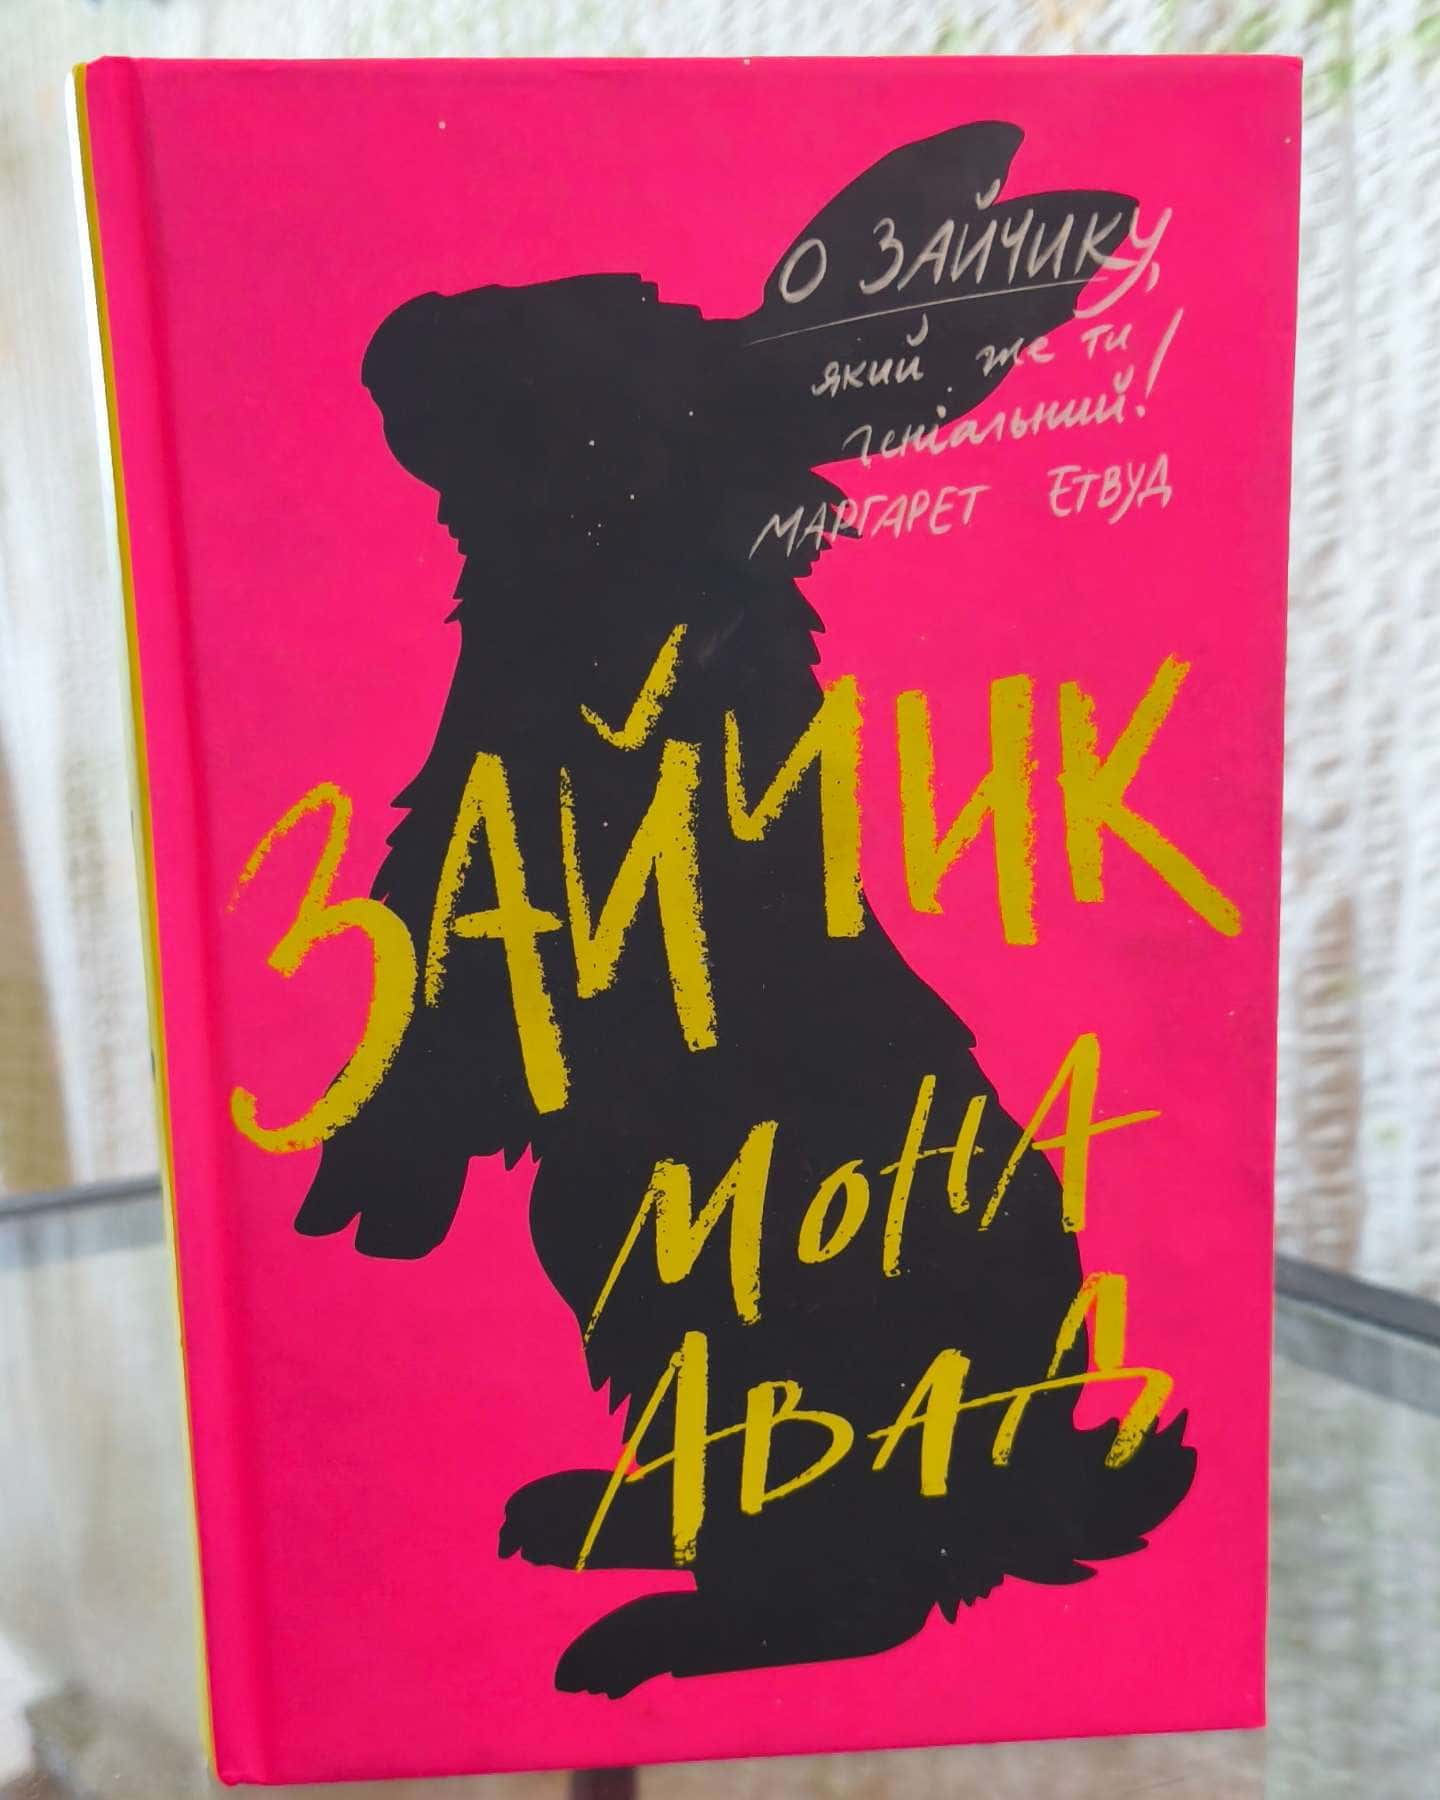 О ЗАЙЧИКУ,
який же ти
геніальний!
МАРГАРЕТ ЕТВУД
ЗАЙЧИК
МОНА
АВАД